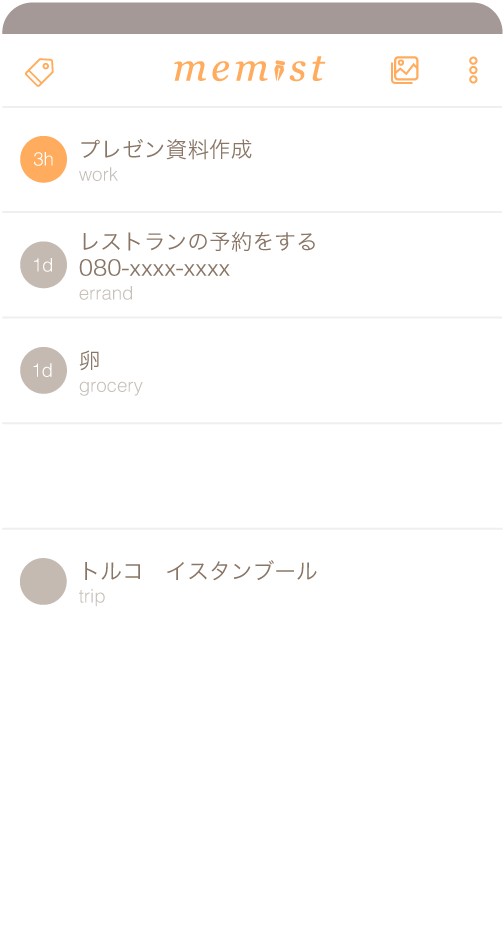 memist
3h
プレゼン資料作成
work
1d
レストランの予約をする
080-xxxx-xxxx
errand
1d
卵
grocery
トルコ　イスタンブール
trip